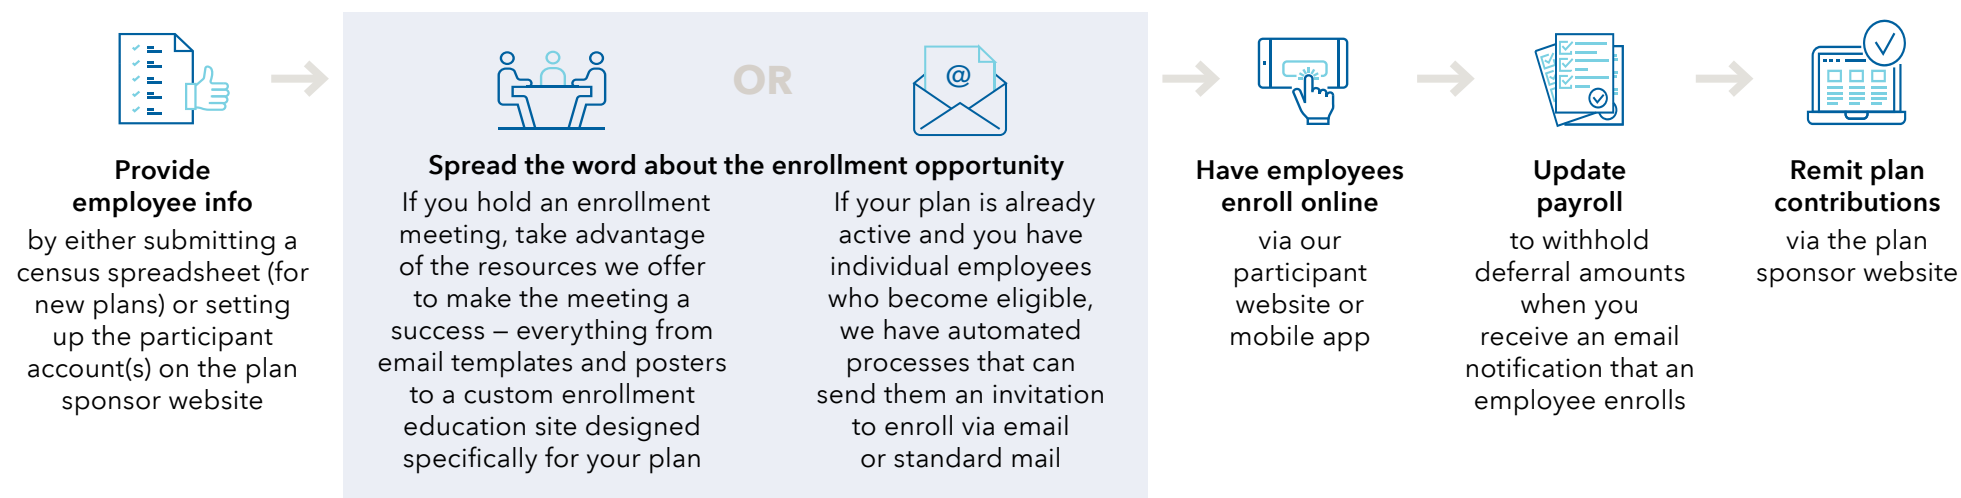 Provide
employee info
by either submitting a
census spreadsheet (for
new plans) or setting
up the participant
account(s) on the plan
sponsor website
OR
@
Spread the word about the enrollment opportunity
If you hold an enrollment
meeting, take advantage
of the resources we offer
to make the meeting a
success – everything from
email templates and posters
to a custom enrollment
education site designed
specifically for your plan
If your plan is already
active and you have
individual employees
who become eligible,
we have automated
processes that can
send them an invitation
to enroll via email
or standard mail
Have employees
enroll online
via our
participant
website or
mobile app
Update
payroll
to withhold
deferral amounts
when you
receive an email
notification that an
employee enrolls
Remit plan
contributions
via the plan
sponsor website